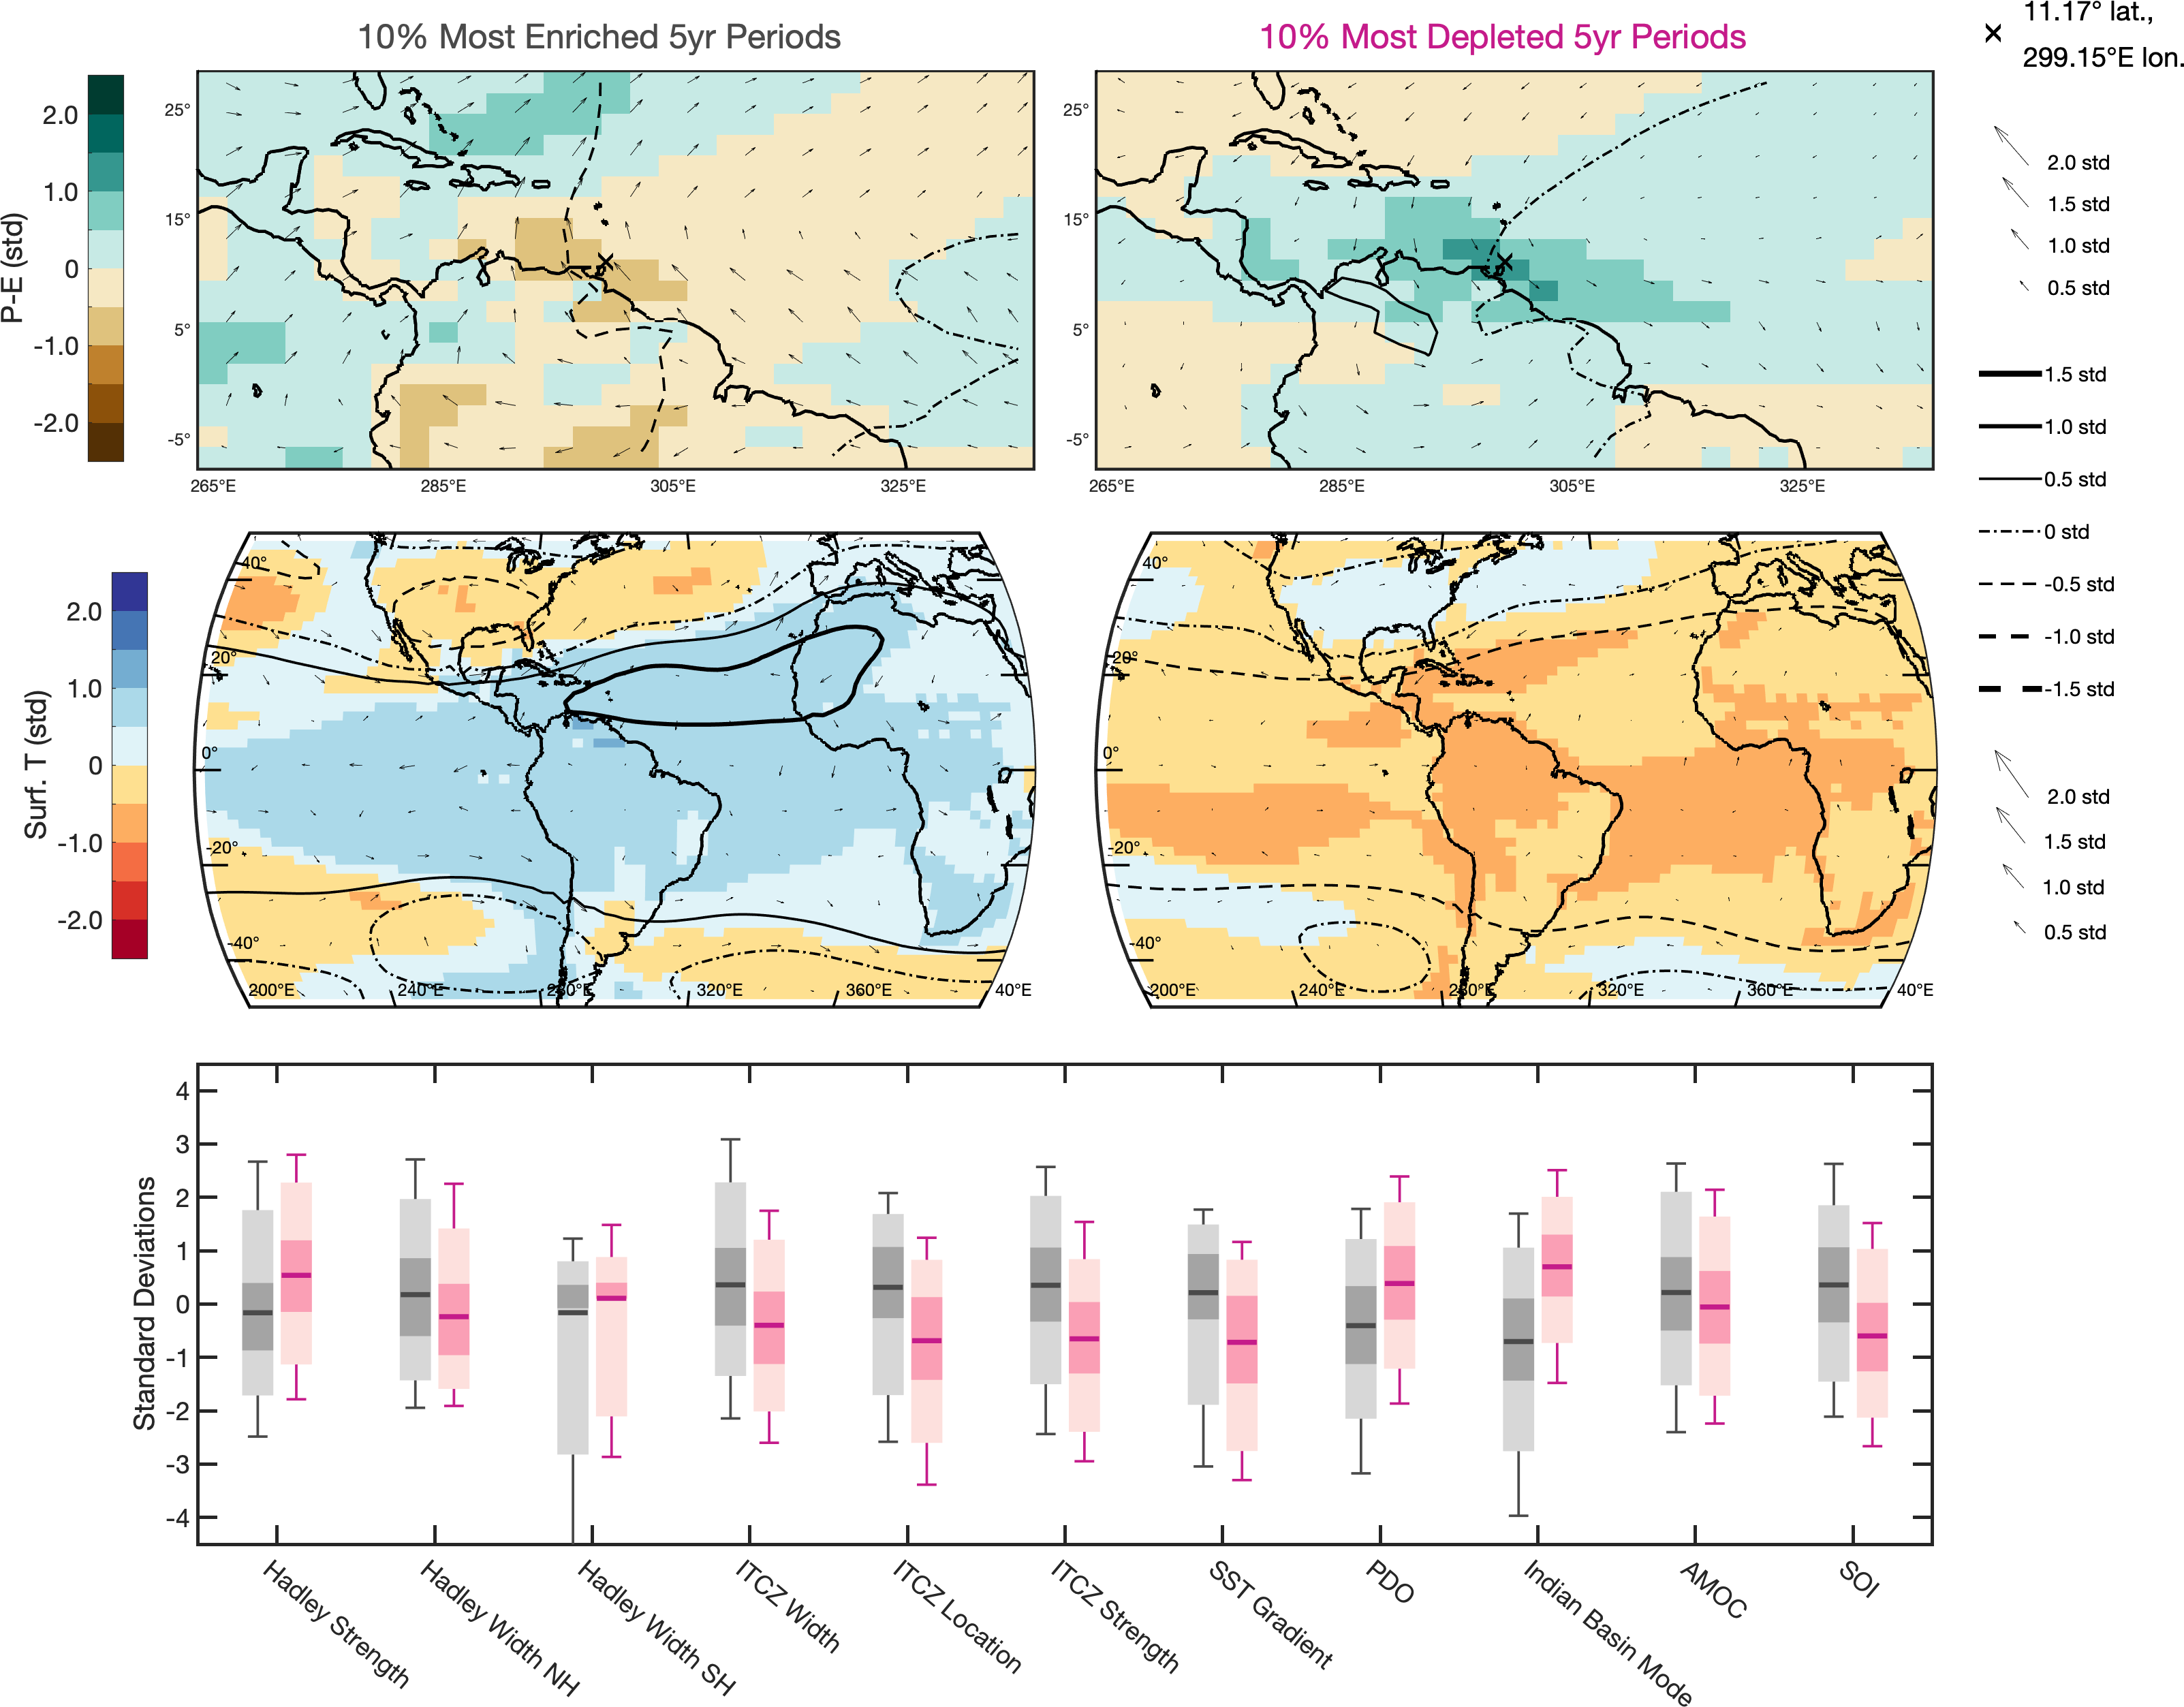 10% Most Enriched 5yr Periods
10% Most Depleted 5yr Periods
11.17° lat.,
299.15°E lon.
P-E (std)
2.0
1.0
0
-1.0
-2.0
25°
15°
5°
-5°
265°E
285°E
305°E
325°E
25°
15°
5°
-5°
265°E
285°E
305°E
325°E
2.0 std
1.5 std
1.0 std
0.5 std
1.5 std
1.0 std
0.5 std
0 std
-0.5 std
-1.0 std
-1.5 std
Surf. T (std)
2.0
1.0
0
-1.0
-2.0
40°
20°
0°
-20°
-40°
200°E
240°E
280°E
320°E
360°E
40°E
40°
20°
0°
-20°
-40°
200°E
240°E
280°E
320°E
360°E
40°E
2.0 std
1.5 std
1.0 std
0.5 std
Standard Deviations
4
3
2
1
0
-1
-2
-3
-4
Hadley Strength
Hadley Width NH
Hadley Width SH
ITCZ Width
ITCZ Location
ITCZ Strength
SST Gradient
PDO
Indian Basin Mode
AMOC
SOI